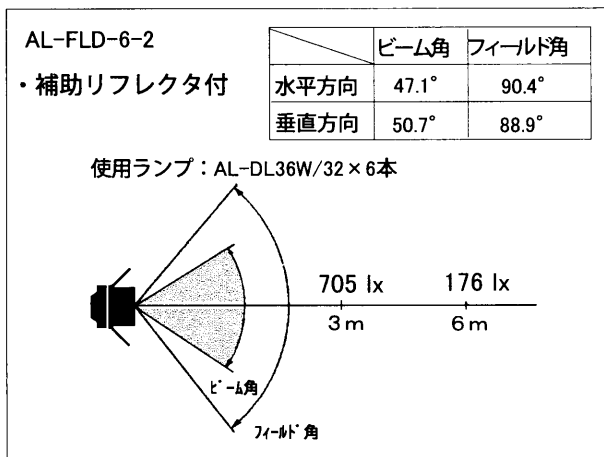 AL-FLD-6-2
・補助リフレクタ付
ビーム角 フィールド角
水平方向 47.1° 90.4°
垂直方向 50.7° 88.9°
使用ランプ：AL-DL36W/32×6本
705 lx 176 lx
3m 6m
ビーム角
フィールド角